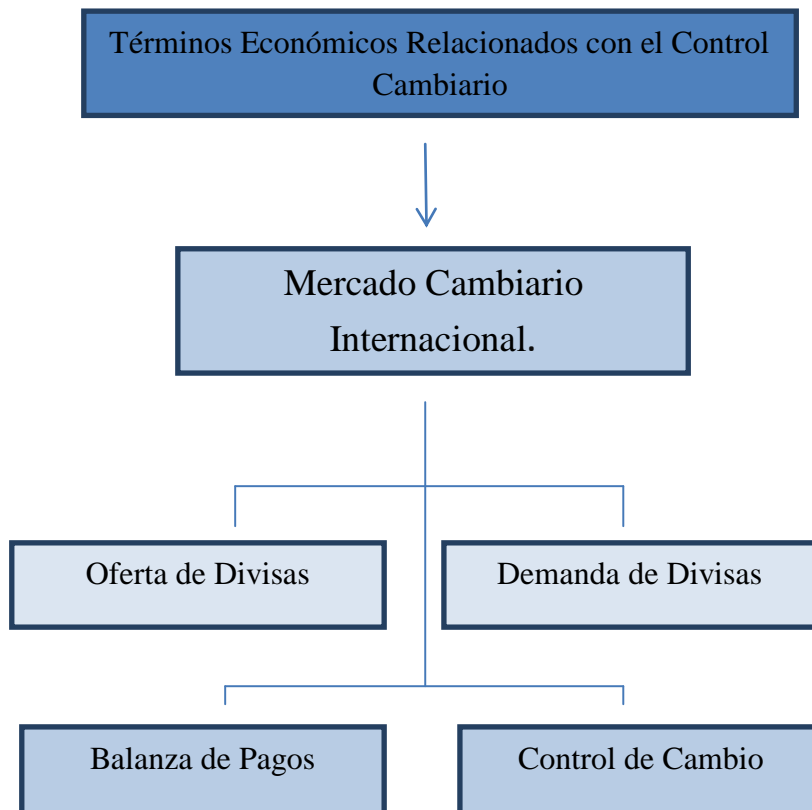 Términos Económicos Relacionados con el Control
Cambiario
Mercado Cambiario
Internacional.
Oferta de Divisas
Demanda de Divisas
Balanza de Pagos
Control de Cambio